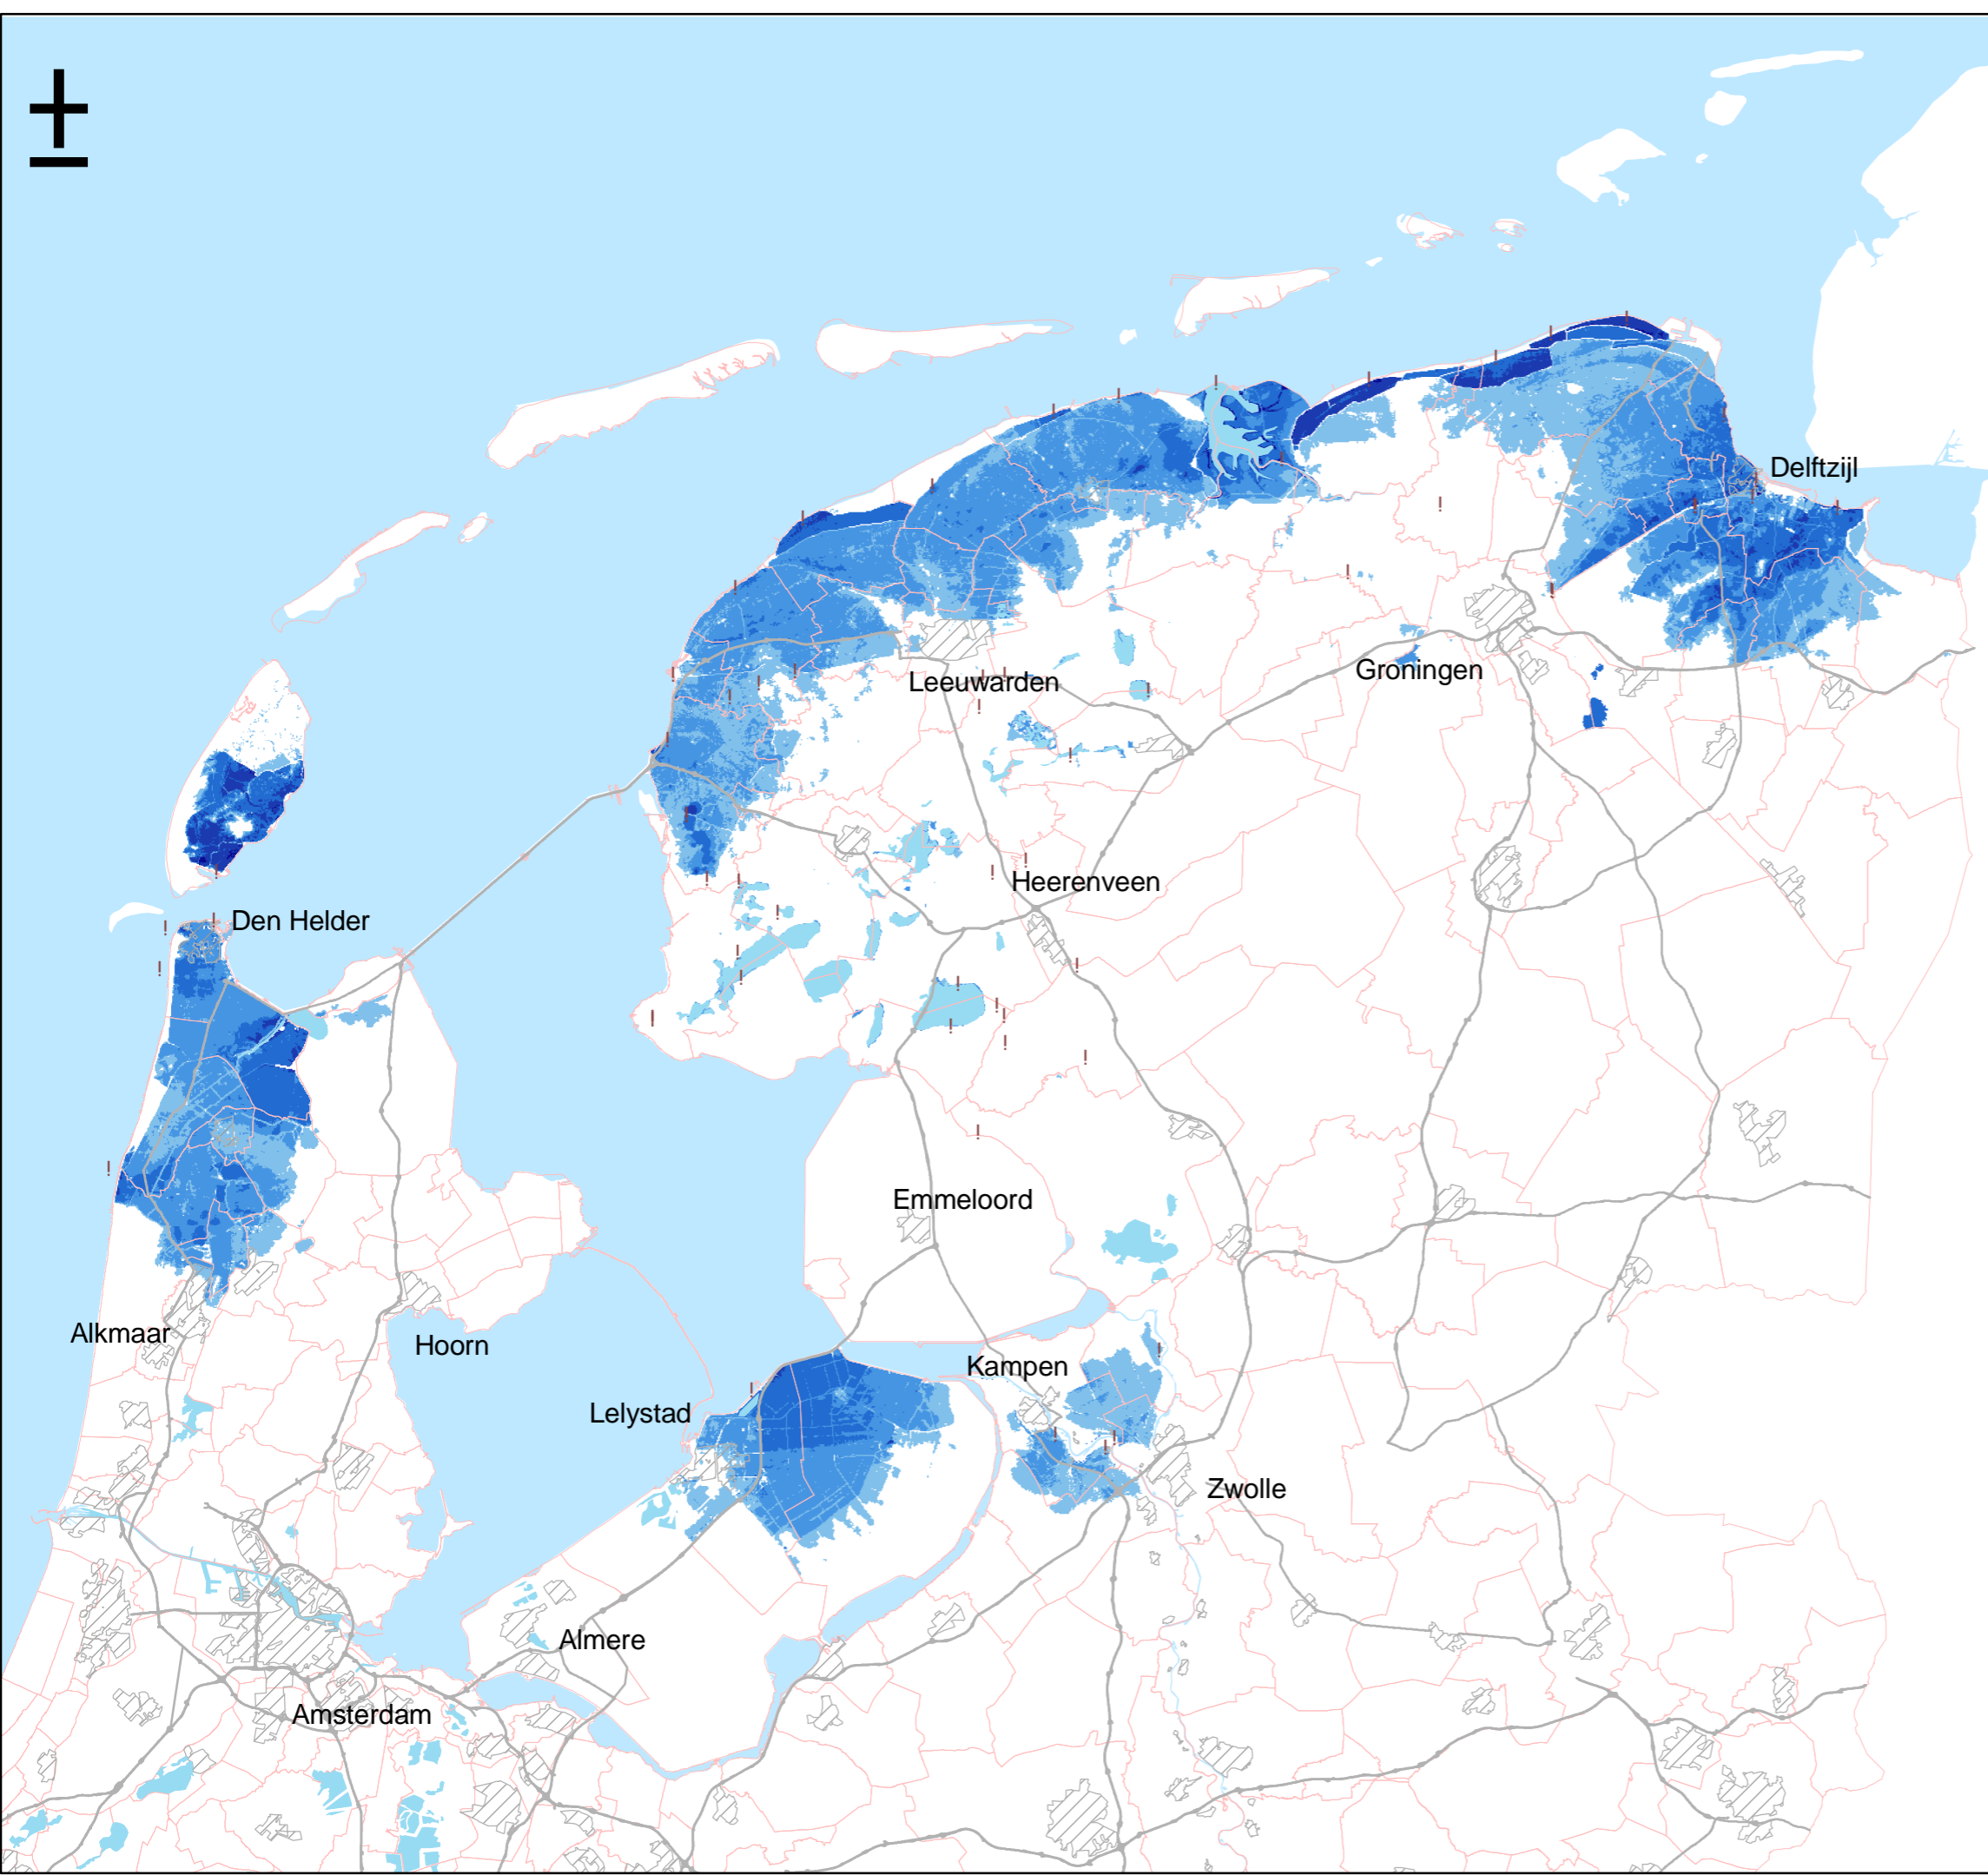 Delftzijl
Groningen
Leeuwarden
Heerenveen
Den Helder
Emmeloord
Alkmaar
Hoorn
Kampen
Lelystad
Zwolle
Almere
Amsterdam